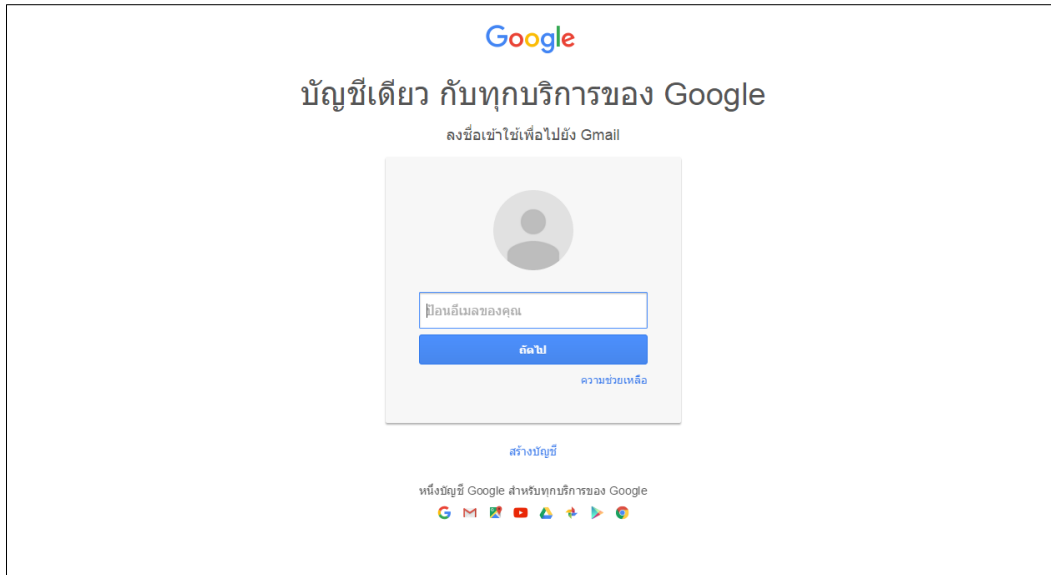 Google
บัญชีเดียว กับทุกบริการของ Google
ลงชื่อเข้าใช้เพื่อไปยัง Gmail
ป้อนอีเมลของคุณ
ถัดไป
ความช่วยเหลือ
สร้างบัญชี
หนึ่งบัญชี Google สำหรับทุกบริการของ Google